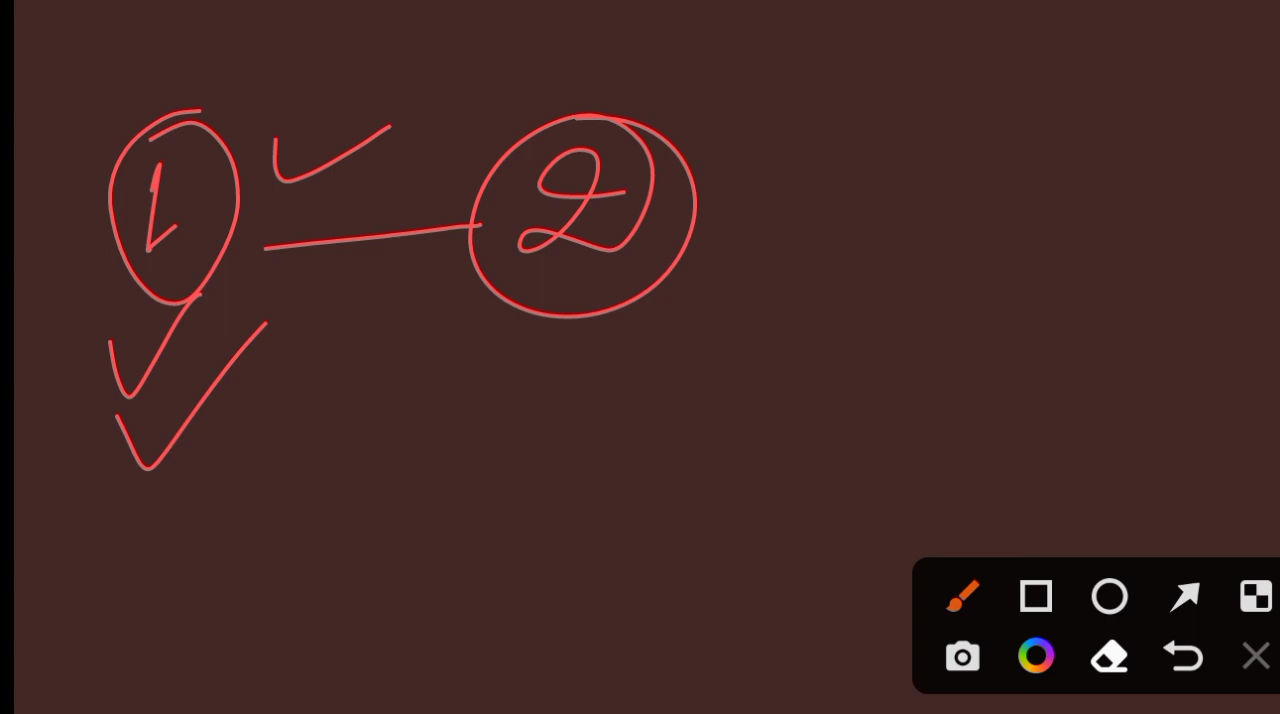 1 ✓ — 2
✓
✓